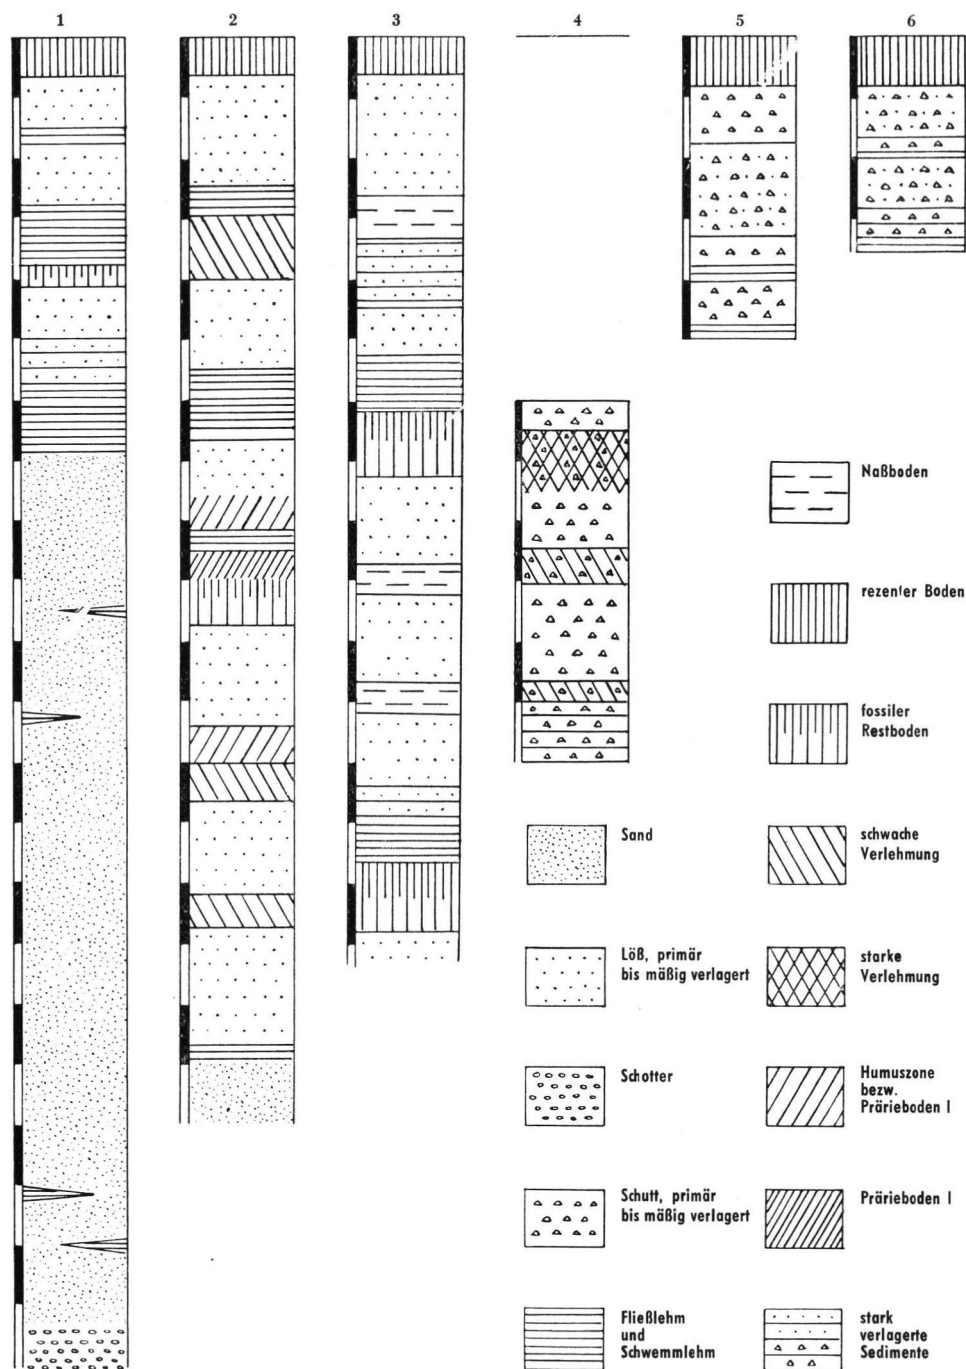 1
2
3
4
5
6
Naßboden
rezenter Boden
fossiler
Restboden
Sand
schwache
Verlehmung
Löß, primär
bis mäßig verlagert
starke
Verlehmung
Schotter
Humuszone
bezw.
Prärieboden I
Schutt, primär
bis mäßig verlagert
Prärieboden I
Fließlehm
und
Schwemmlehm
stark
verlagerte
Sedimente